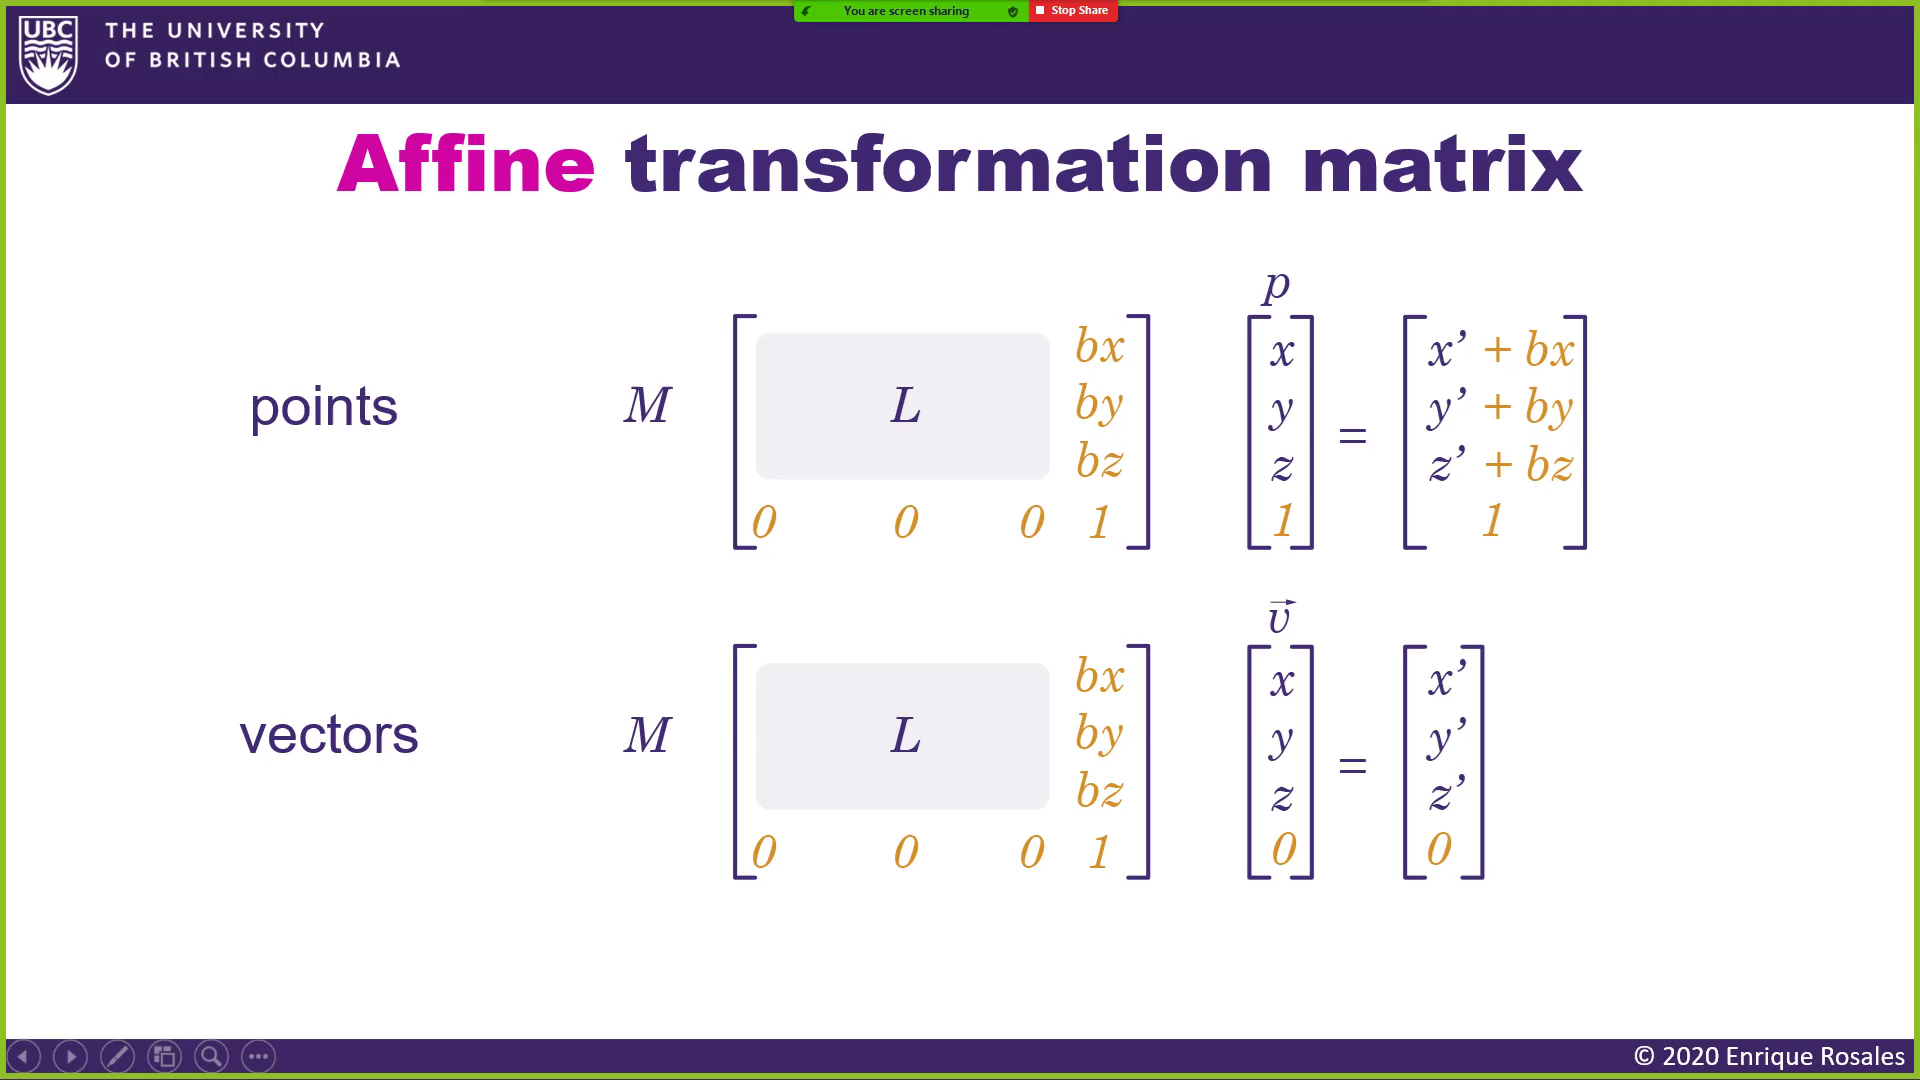 You are screen sharing
Stop Share
UBC
THE UNIVERSITY
OF BRITISH COLUMBIA
Affine transformation matrix
points
M
L
bx
by
bz
0 0 0 1
p
x
y
z
1
=
x’ + bx
y’ + by
z’ + bz
1
vectors
M
L
bx
by
bz
0 0 0 1
v⃗
x
y
z
0
=
x’
y’
z’
0
© 2020 Enrique Rosales